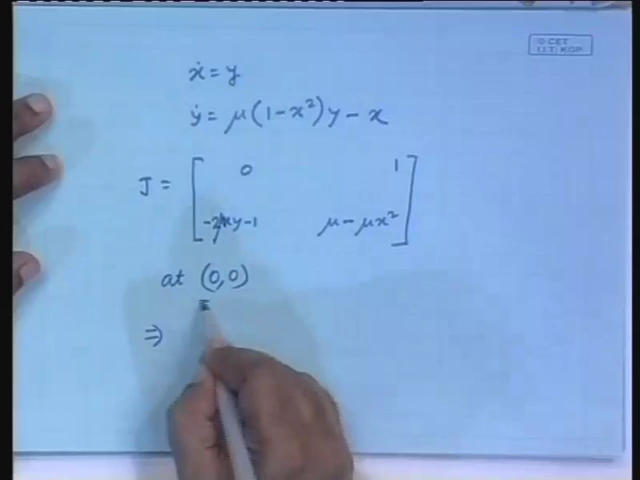 © CET
I.I.T. KGP
ẋ = y
ẏ = μ(1 - x²)y - x
J = [ 0 1
-2μxy-1 μ - μx² ]
at (0,0)
⇒